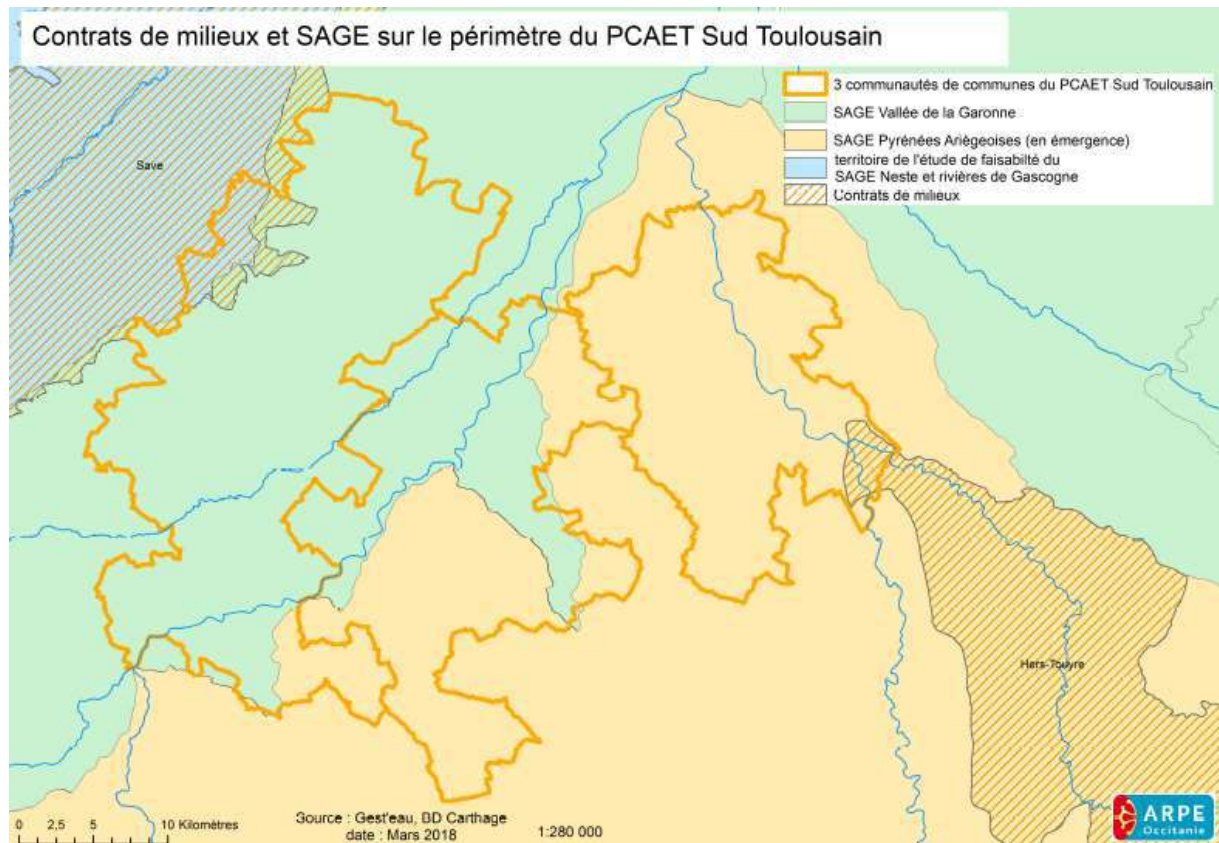 Contrats de milieux et SAGE sur le périmètre du PCAET Sud Toulousain
3 communautés de communes du PCAET Sud Toulousain
SAGE Vallée de la Garonne
SAGE Pyrénées Ariégeoises (en émergence)
territoire de l'étude de faisabilté du
SAGE Neste et rivières de Gascogne
Contrats de milieux
Save
Hers-Touyre
0 2,5 5 10 Kilomètres
Source : Gest'eau, BD Carthage
date : Mars 2018
1:280 000
ARPE
Occitanie